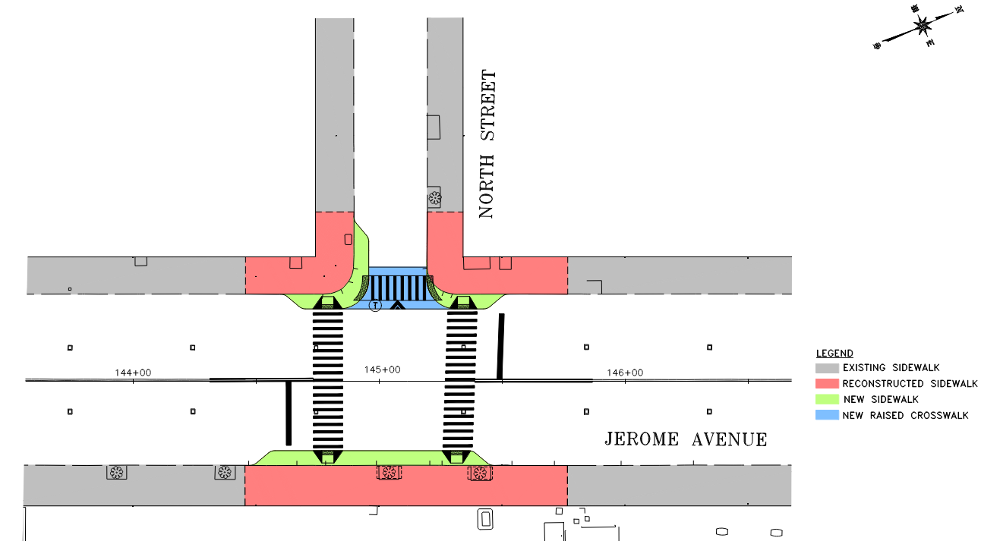 W
N
S
E
NORTH STREET
T
144+00
145+00
146+00
LEGEND
EXISTING SIDEWALK
RECONSTRUCTED SIDEWALK
NEW SIDEWALK
NEW RAISED CROSSWALK
JEROME AVENUE